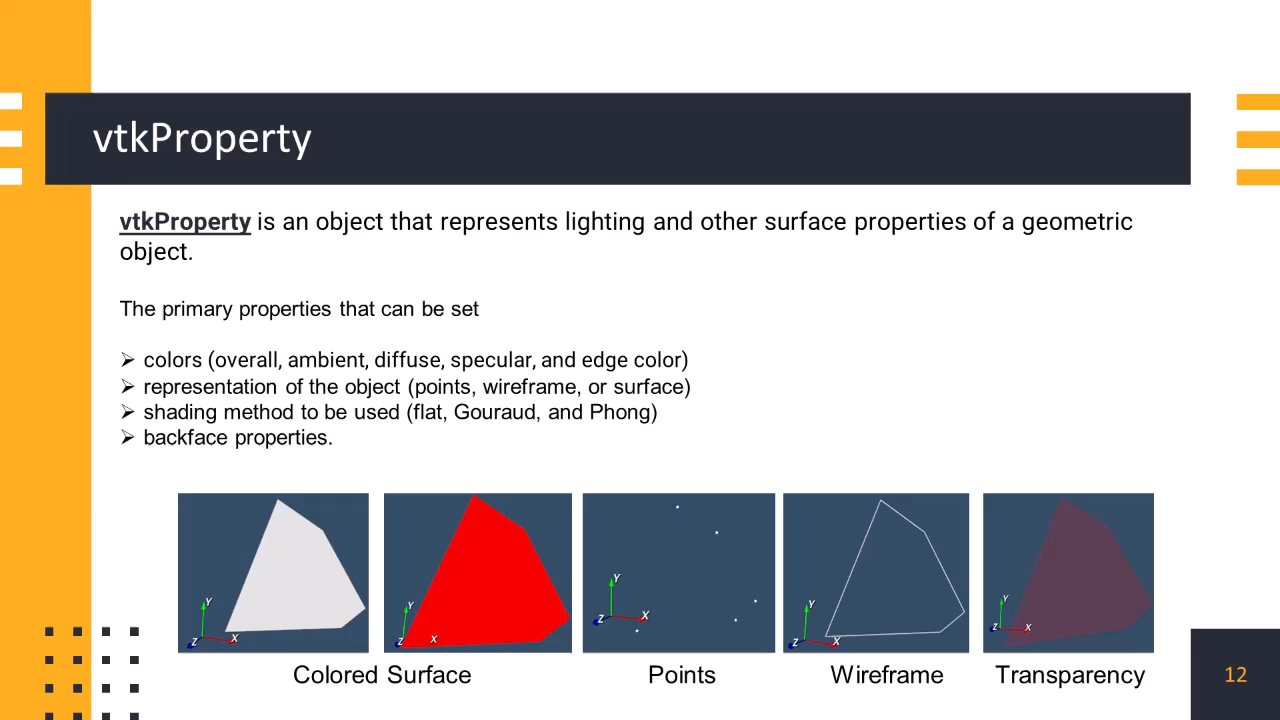 vtkProperty
vtkProperty is an object that represents lighting and other surface properties of a geometric
object.
The primary properties that can be set
➢ colors (overall, ambient, diffuse, specular, and edge color)
➢ representation of the object (points, wireframe, or surface)
➢ shading method to be used (flat, Gouraud, and Phong)
➢ backface properties.
Y
Z
X
Y
Z
X
Y
Z
X
Y
Z
X
Y
Z
X
Colored Surface
Points
Wireframe
Transparency
12